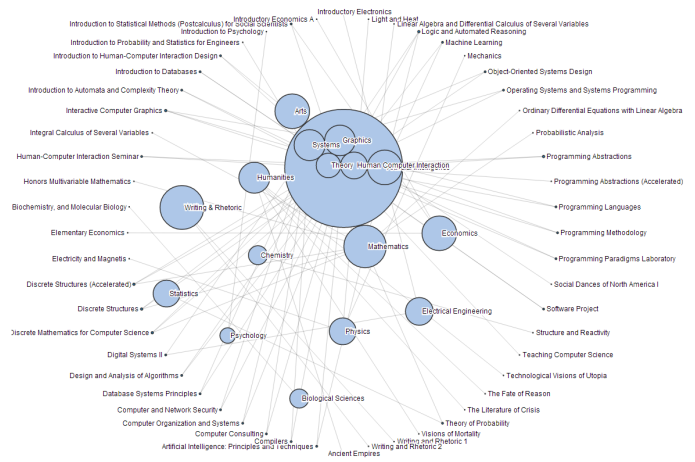 Introductory Electronics
Introductory Economics A
Light and Heat
Introduction to Statistical Methods (Postcalculus) for Social Scientists
Linear Algebra and Differential Calculus of Several Variables
Introduction to Psychology
Logic and Automated Reasoning
Introduction to Probability and Statistics for Engineers
Machine Learning
Introduction to Human-Computer Interaction Design
Mechanics
Introduction to Databases
Object-Oriented Systems Design
Introduction to Automata and Complexity Theory
Operating Systems and Systems Programming
Interactive Computer Graphics
Arts
Ordinary Differential Equations with Linear Algebra
Integral Calculus of Several Variables
Graphics
Probabilistic Analysis
Systems
Human-Computer Interaction Seminar
Programming Abstractions
Theory
Human Computer Interaction
Humanities
Honors Multivariable Mathematics
Programming Abstractions (Accelerated)
Biochemistry, and Molecular Biology
Writing & Rhetoric
Programming Languages
Elementary Economics
Economics
Programming Methodology
Mathematics
Electricity and Magnetis
Chemistry
Programming Paradigms Laboratory
Discrete Structures (Accelerated)
Social Dances of North America I
Statistics
Discrete Structures
Electrical Engineering
Software Project
Discrete Mathematics for Computer Science
Psychology
Physics
Structure and Reactivity
Digital Systems II
Teaching Computer Science
Design and Analysis of Algorithms
Technological Visions of Utopia
Database Systems Principles
Biological Sciences
The Fate of Reason
Computer and Network Security
The Literature of Crisis
Computer Organization and Systems
Theory of Probability
Computer Consulting
Visions of Mortality
Compilers
Writing and Rhetoric 1
Artificial Intelligence: Principles and Techniques
Writing and Rhetoric 2
Ancient Empires